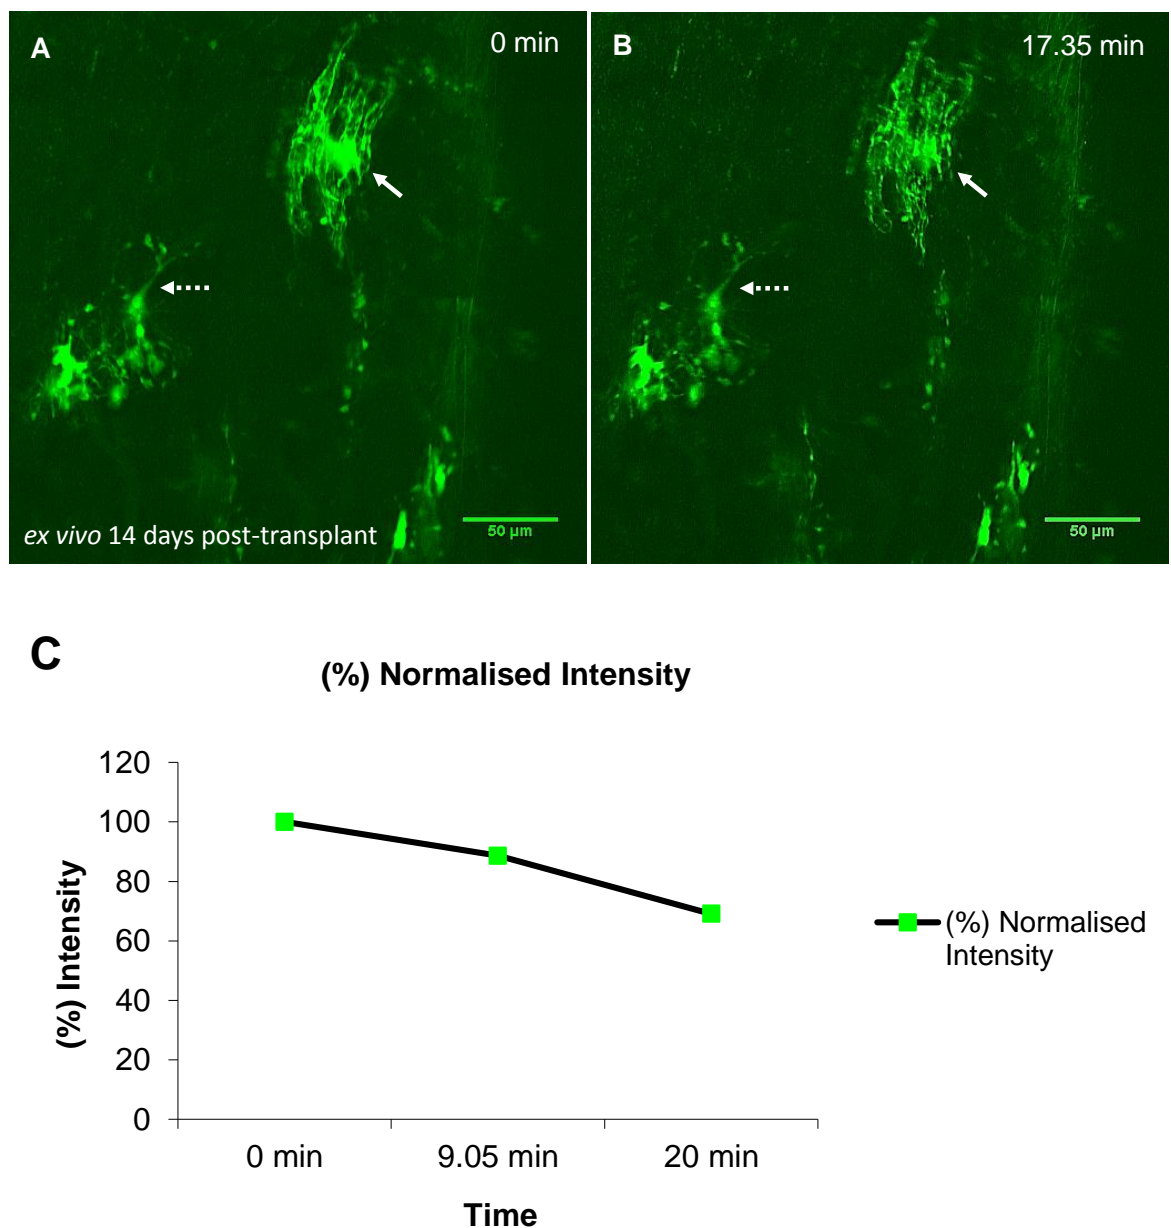 A
0 min
B
17.35 min
ex vivo 14 days post-transplant
50 µm
50 µm
C
(%) Normalised Intensity
120
100
80
60
40
20
0
(%) Intensity
0 min
9.05 min
20 min
Time
(%) Normalised
Intensity